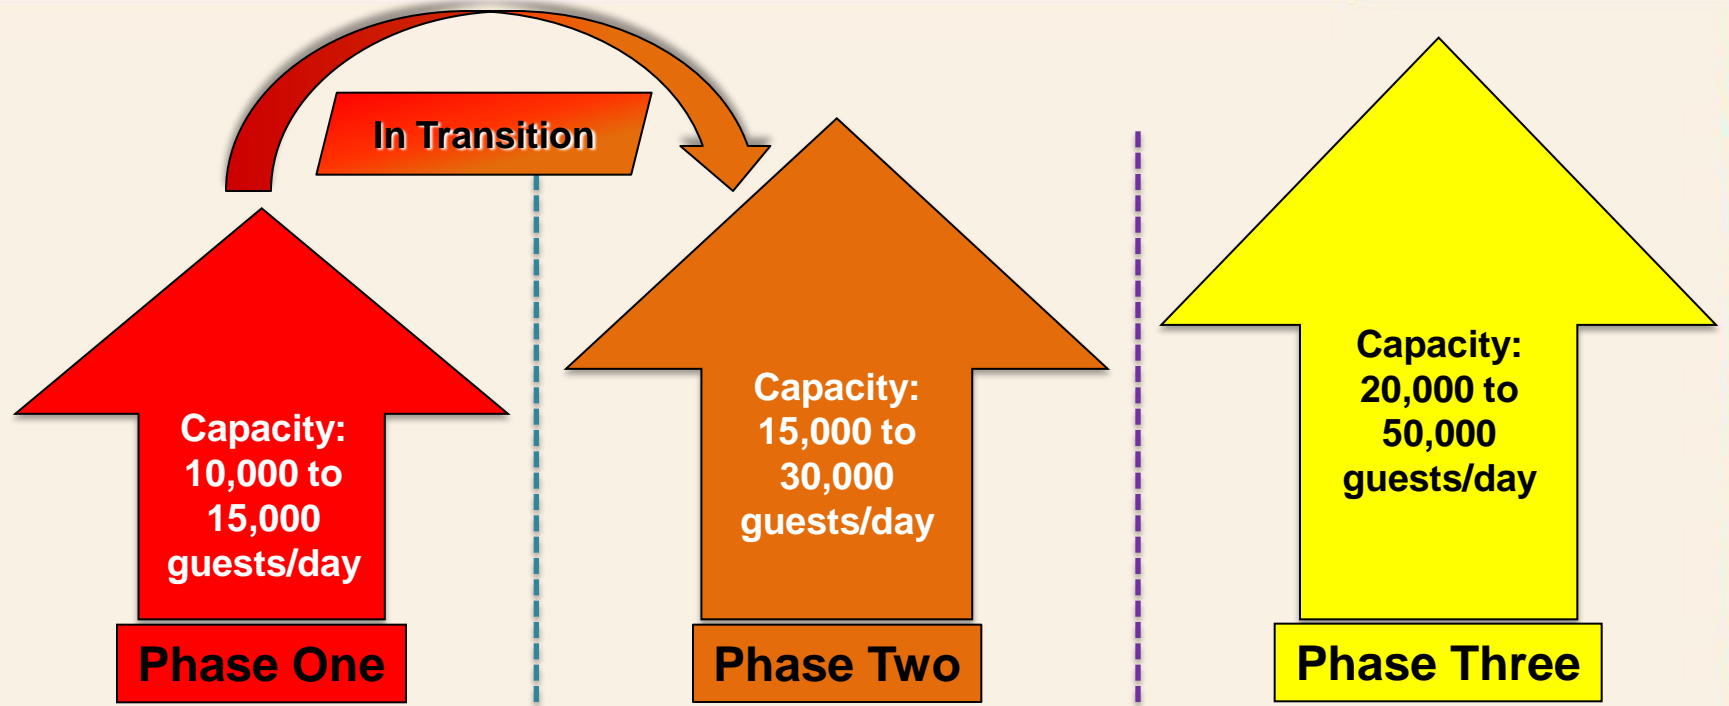 In Transition
Capacity:
10,000 to
15,000
guests/day
Phase One
Capacity:
15,000 to
30,000
guests/day
Phase Two
Capacity:
20,000 to
50,000
guests/day
Phase Three